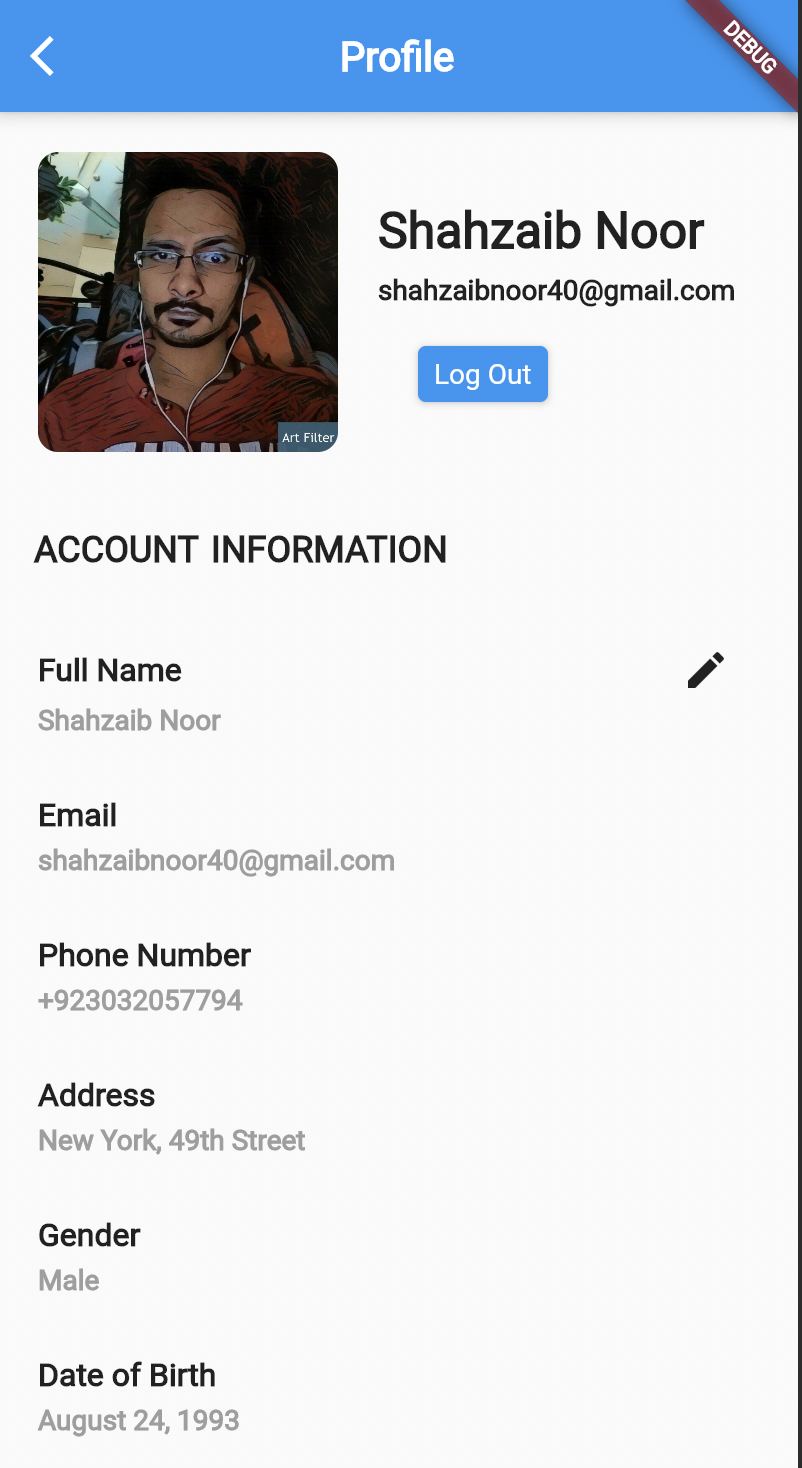 Profile
DEBUG
Shahzaib Noor
shahzaibnoor40@gmail.com
Log Out
Art Filter
ACCOUNT INFORMATION
Full Name
Shahzaib Noor
Email
shahzaibnoor40@gmail.com
Phone Number
+923032057794
Address
New York, 49th Street
Gender
Male
Date of Birth
August 24, 1993